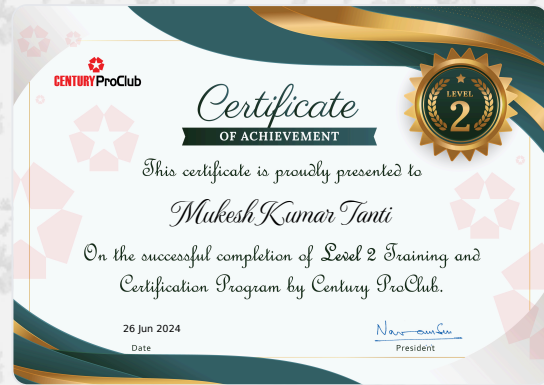 CENTURY ProClub
LEVEL
2
Certificate
OF ACHIEVEMENT
This certificate is proudly presented to
Mukesh Kumar Tanti
On the successful completion of Level 2 Training and
Certification Program by Century ProClub.
26 Jun 2024
Date
President